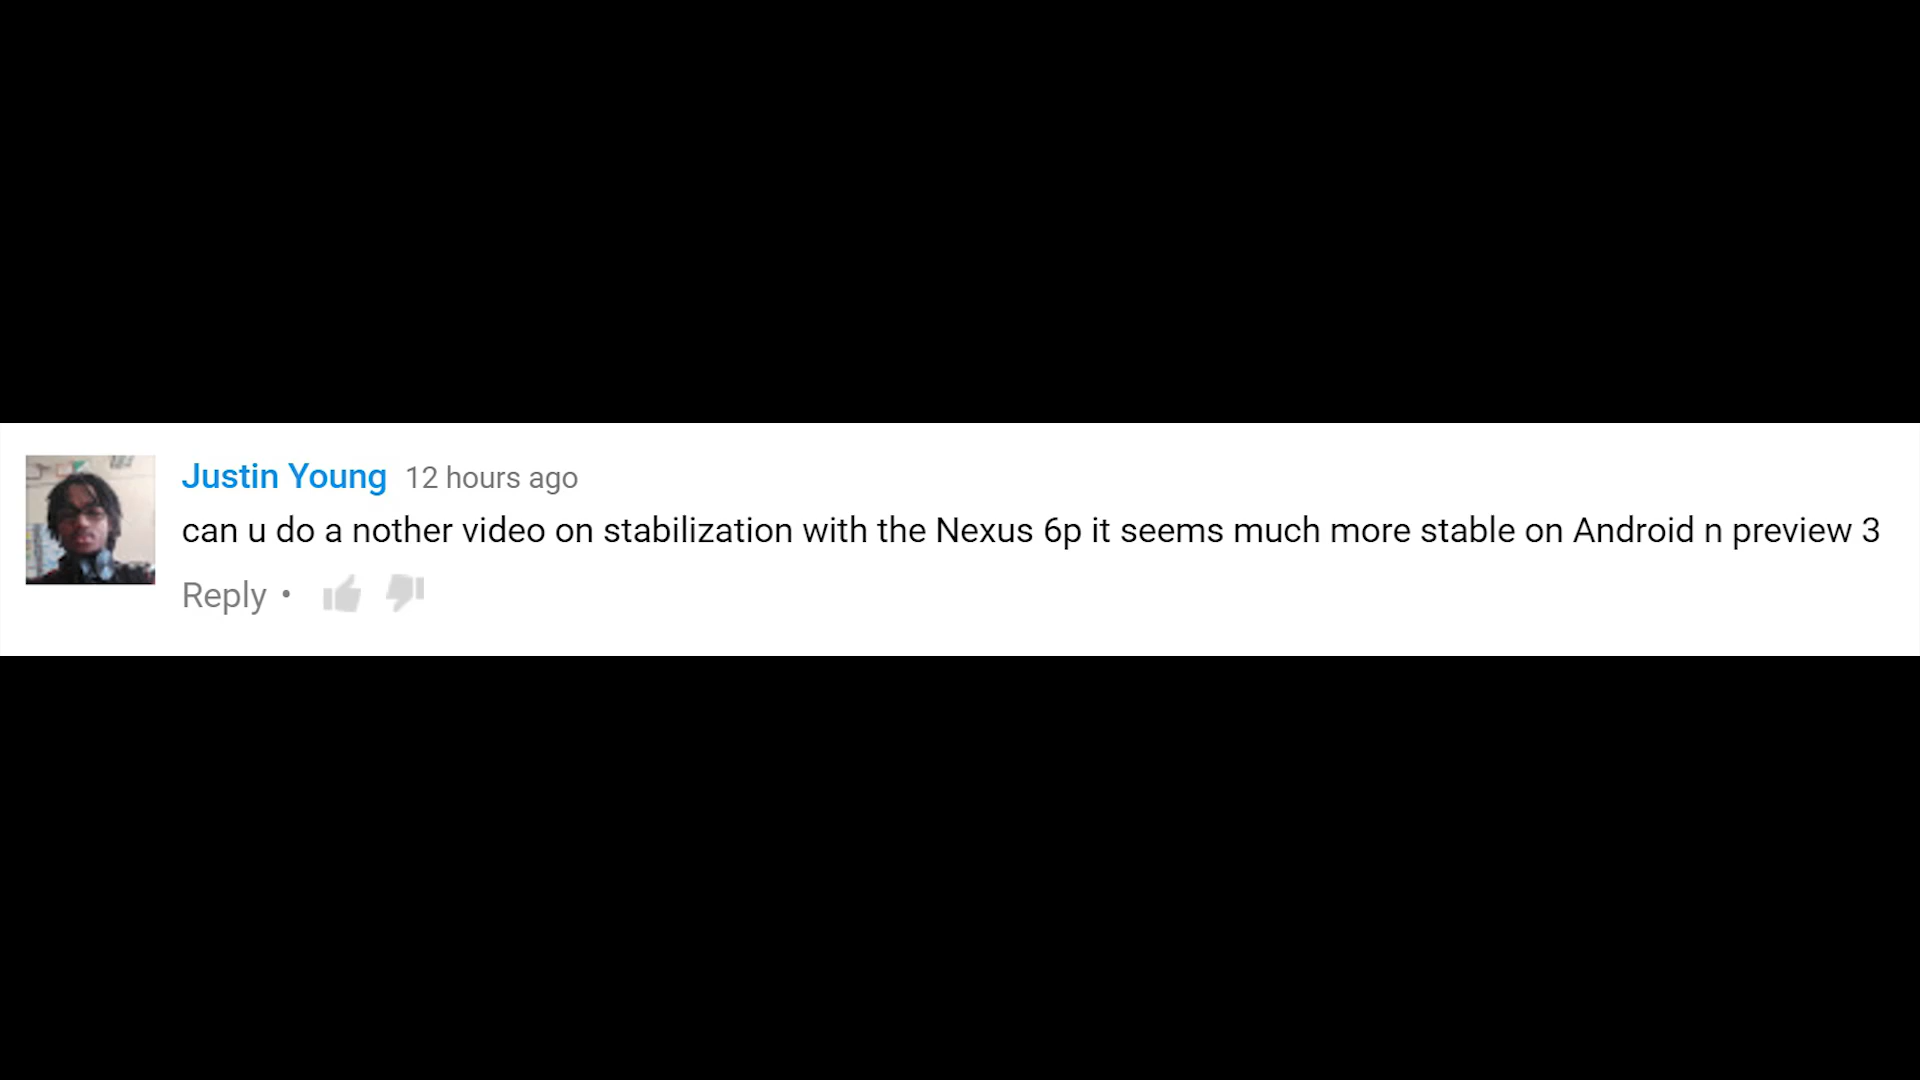 Justin Young 12 hours ago
can u do a nother video on stabilization with the Nexus 6p it seems much more stable on Android n preview 3
Reply •